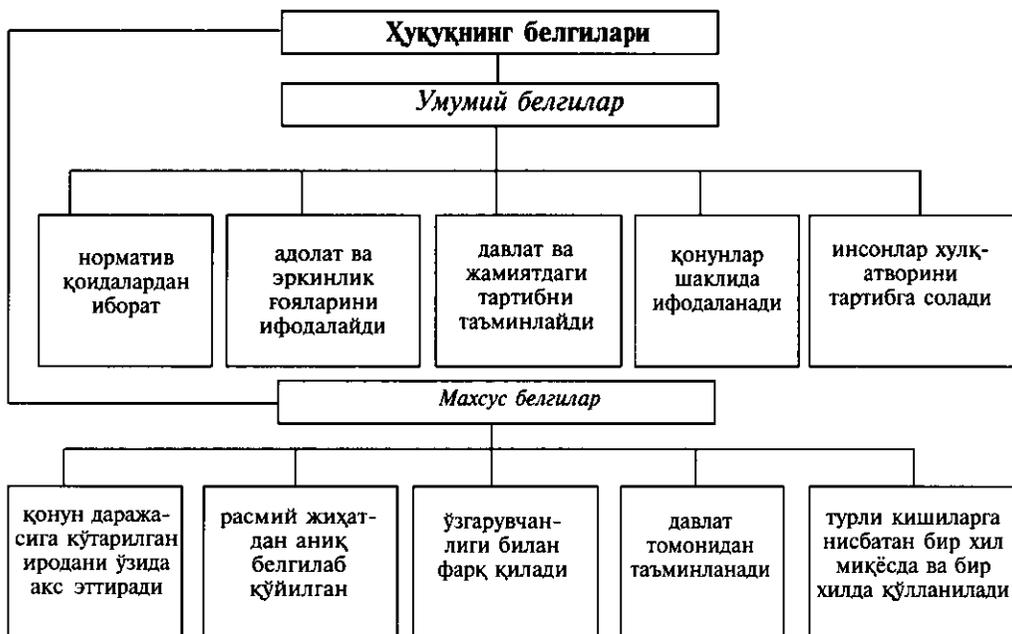 Ҳуқуқнинг белгилари
Умумий белгилар
норматив
қоидалардан
иборат
адолат ва
эркинлик
ғояларини
ифодалайди
давлат ва
жамиятдаги
тартибни
таъминлайди
қонунлар
шаклида
ифодаланади
инсонлар хулқ-
атворини
тартибга солади
Махсус белгилар
қонун даража-
сига кўтарилган
иродани ўзида
акс эттиради
расмий жиҳат-
дан аниқ
белгилаб
қўйилган
ўзгарувчан-
лиги билан
фарқ қилади
давлат
томонидан
таъминланади
турли кишиларга
нисбатан бир хил
миқёсда ва бир
хилда қўлланилади